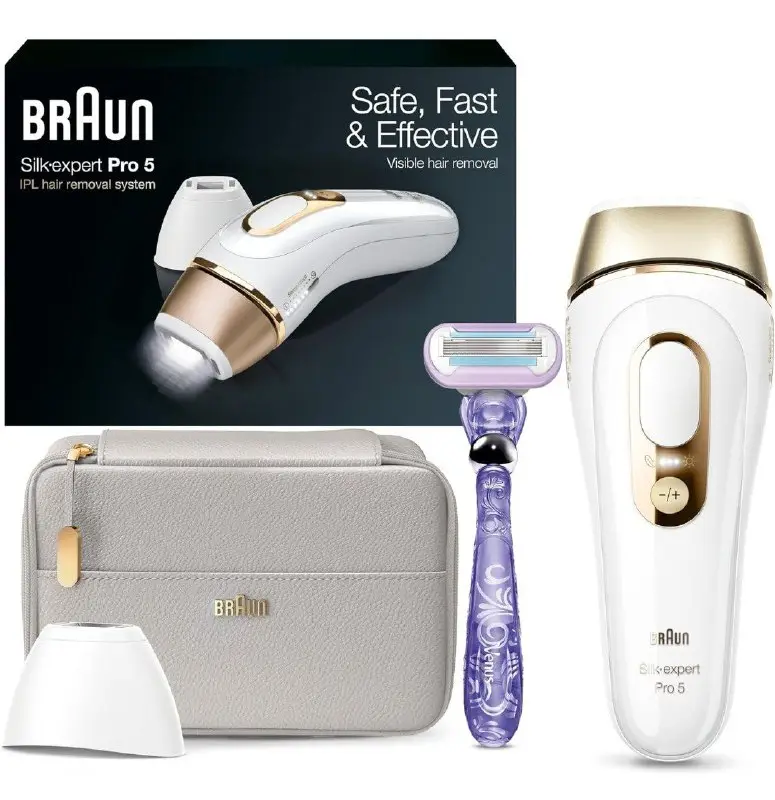 BRAUN
Silk·expert Pro 5
IPL hair removal system
Safe, Fast
& Effective
Visible hair removal
BRAUN
Venus
-/+
BRAUN
Silk·expert
Pro 5